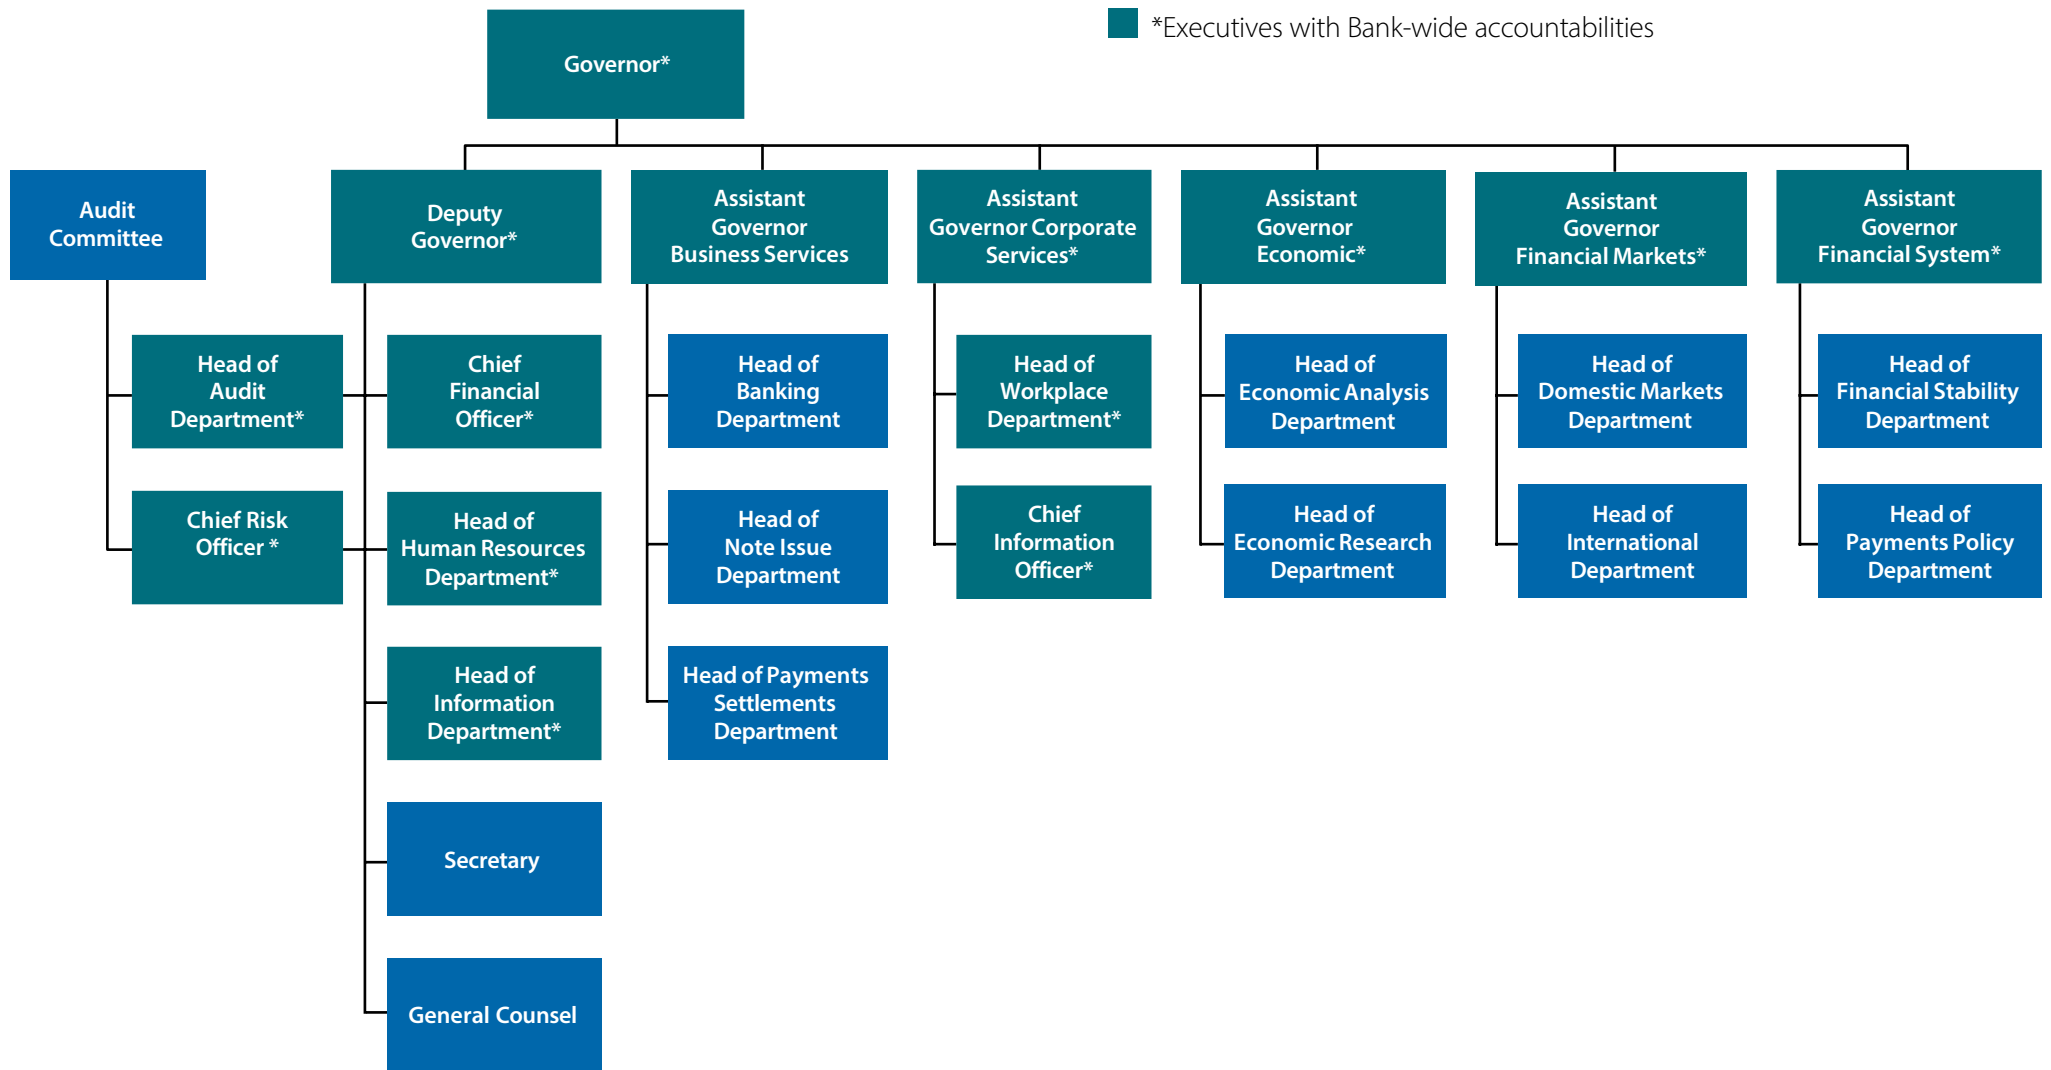 *Executives with Bank-wide accountabilities
Governor*
Audit
Committee
Deputy
Governor*
Assistant
Governor
Business Services
Assistant
Governor Corporate
Services*
Assistant
Governor
Economic*
Assistant
Governor
Financial Markets*
Assistant
Governor
Financial System*
Head of
Audit
Department*
Chief
Financial
Officer*
Head of
Banking
Department
Head of
Workplace
Department*
Head of
Economic Analysis
Department
Head of
Domestic Markets
Department
Head of
Financial Stability
Department
Chief Risk
Officer *
Head of
Human Resources
Department*
Head of
Note Issue
Department
Chief
Information
Officer*
Head of
Economic Research
Department
Head of
International
Department
Head of
Payments Policy
Department
Head of
Information
Department*
Head of Payments
Settlements
Department
Secretary
General Counsel